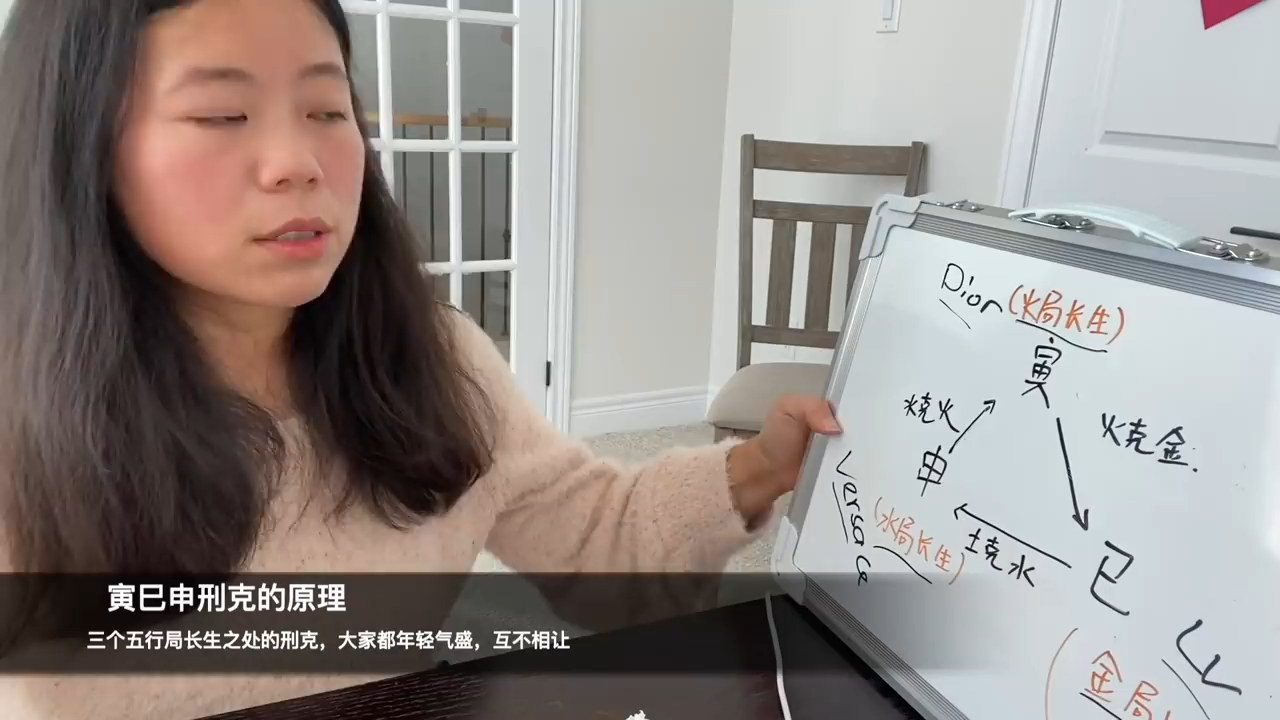 Dior (火局长生)
寅
火克金.
申
Versace
(水局长生)
土克水
巳
(金局
寅巳申刑克的原理
三个五行局长生之处的刑克，大家都年轻气盛，互不相让